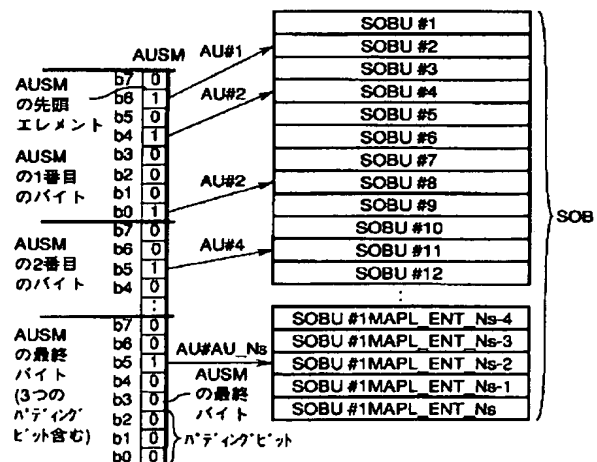 AUSM
AUSM
の先頭
エレメント
AUSM
の1番目
のバイト
b7 0
b6 1
b5 0
b4 1
b3 0
b2 0
b1 0
b0 1
AU#1
AU#2
AU#2
AUSM
の2番目
のバイト
b7 0
b6 0
b5 1
b4 0
AU#4
AUSM
の最終
バイト
(3つの
パディング
ビット含む)
b7 0
b6 0
b5 1
b4 0
b3 0
b2 0
b1 0
b0 0
AU#AU_Ns
AUSM
の最終
バイト
パディングビット
SOBU #1
SOBU #2
SOBU #3
SOBU #4
SOBU #5
SOBU #6
SOBU #7
SOBU #8
SOBU #9
SOBU #10
SOBU #11
SOBU #12
SOBU #1MAPL_ENT_Ns-4
SOBU #1MAPL_ENT_Ns-3
SOBU #1MAPL_ENT_Ns-2
SOBU #1MAPL_ENT_Ns-1
SOBU #1MAPL_ENT_Ns
SOB